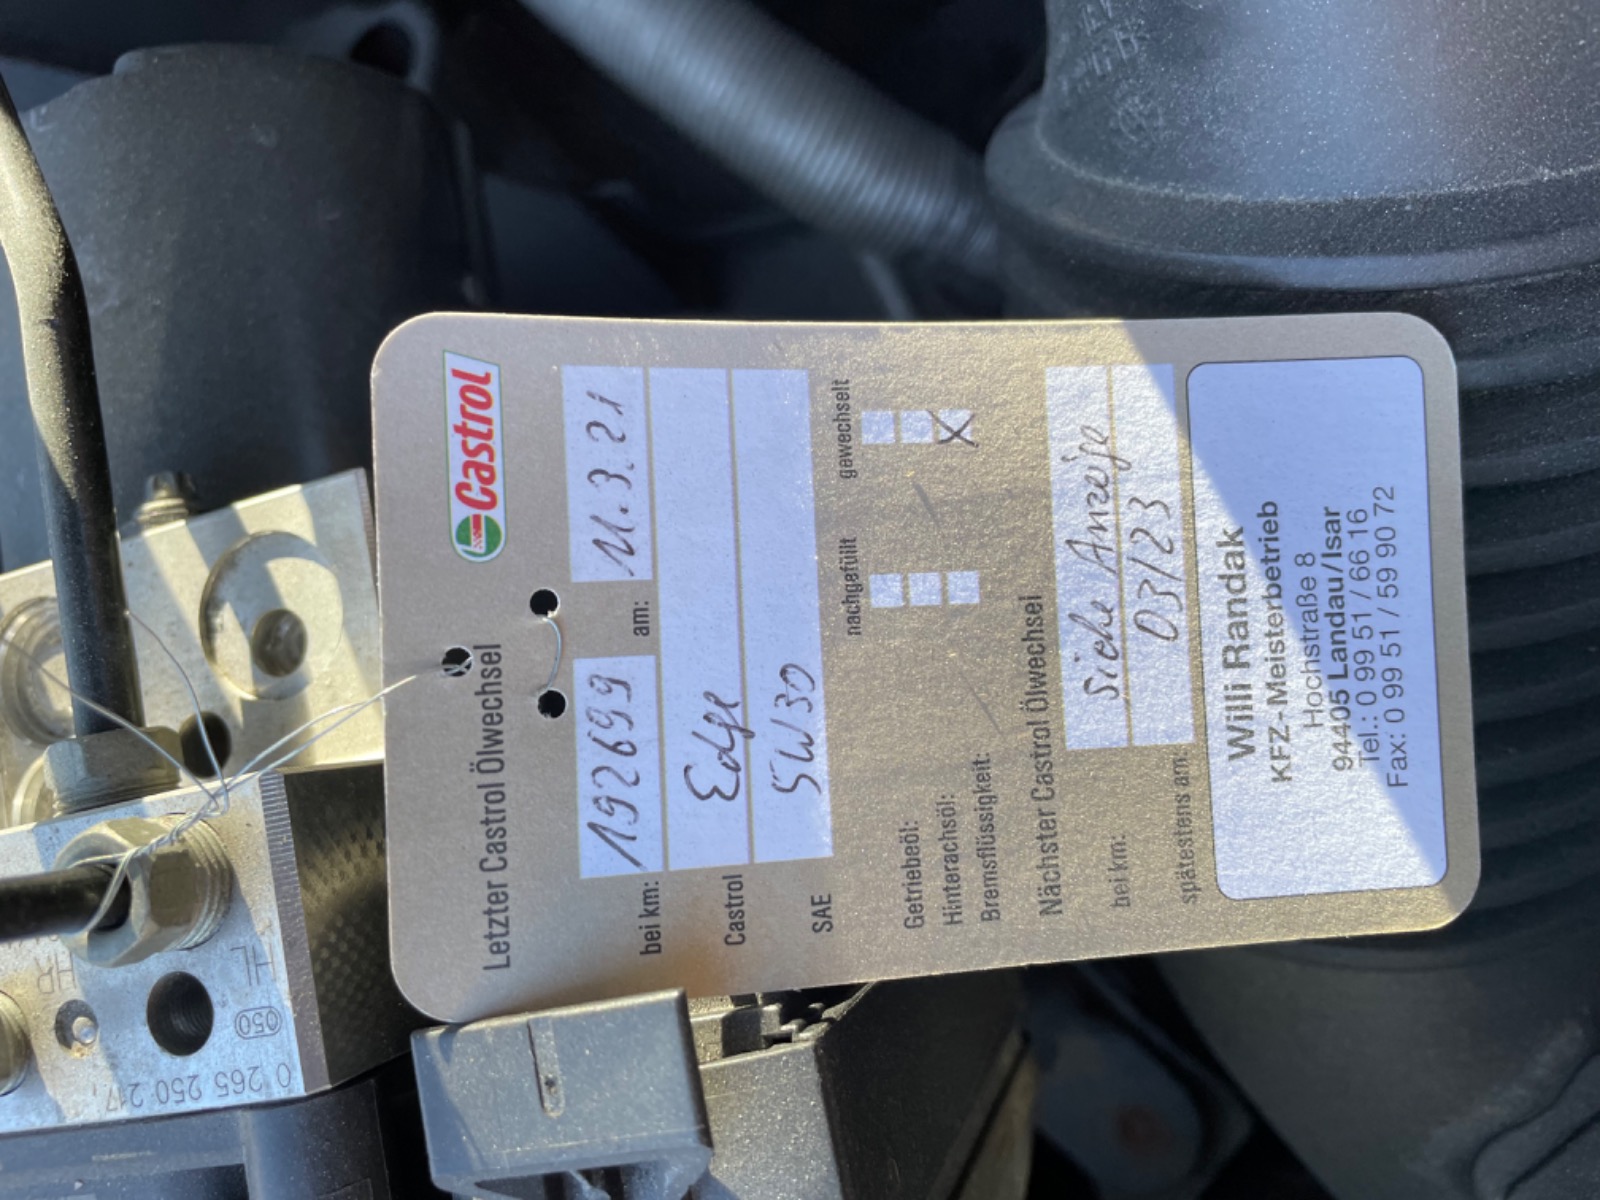 Castrol
Letzter Castrol Ölwechsel
bei km: 192699 am: 11.3.21
Castrol Edge
SAE 5W30
nachgefüllt gewechselt
Getriebeöl:
Hinterachsöl:
Bremsflüssigkeit: X
Nächster Castrol Ölwechsel
bei km: Siehe Anzeige
spätestens am: 03/23
Willi Randak
KFZ-Meisterbetrieb
Hochstraße 8
94405 Landau/Isar
Tel.: 0 99 51 / 66 16
Fax: 0 99 51 / 59 90 72
HR HL
050
0 265 250 217